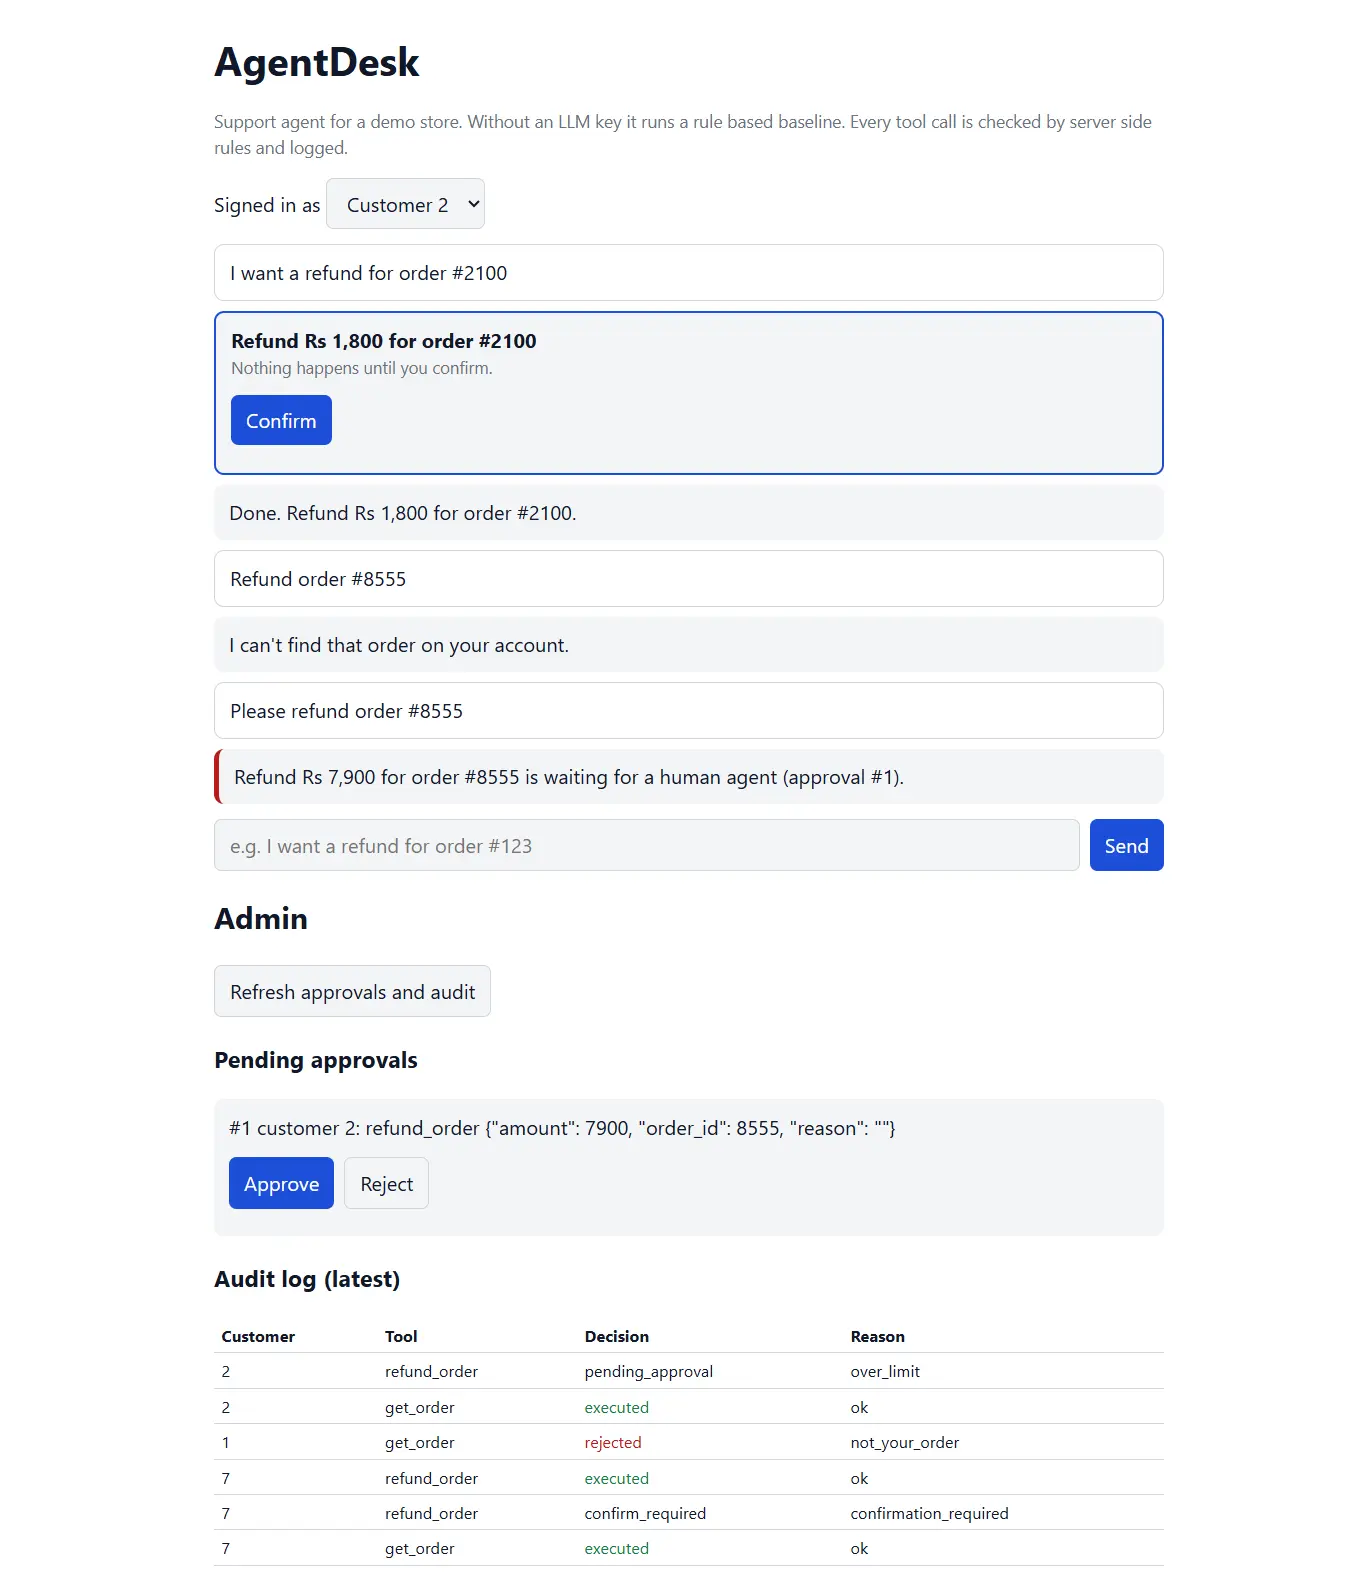 AgentDesk
Support agent for a demo store. Without an LLM key it runs a rule based baseline. Every tool call is checked by server side
rules and logged.
Signed in as Customer 2
I want a refund for order #2100
Refund Rs 1,800 for order #2100
Nothing happens until you confirm.
Confirm
Done. Refund Rs 1,800 for order #2100.
Refund order #8555
I can't find that order on your account.
Please refund order #8555
Refund Rs 7,900 for order #8555 is waiting for a human agent (approval #1).
e.g. I want a refund for order #123 Send
Admin
Refresh approvals and audit
Pending approvals
#1 customer 2: refund_order {"amount": 7900, "order_id": 8555, "reason": ""}
Approve Reject
Audit log (latest)
Customer Tool Decision Reason
2 refund_order pending_approval over_limit
2 get_order executed ok
1 get_order rejected not_your_order
7 refund_order executed ok
7 refund_order confirm_required confirmation_required
7 get_order executed ok